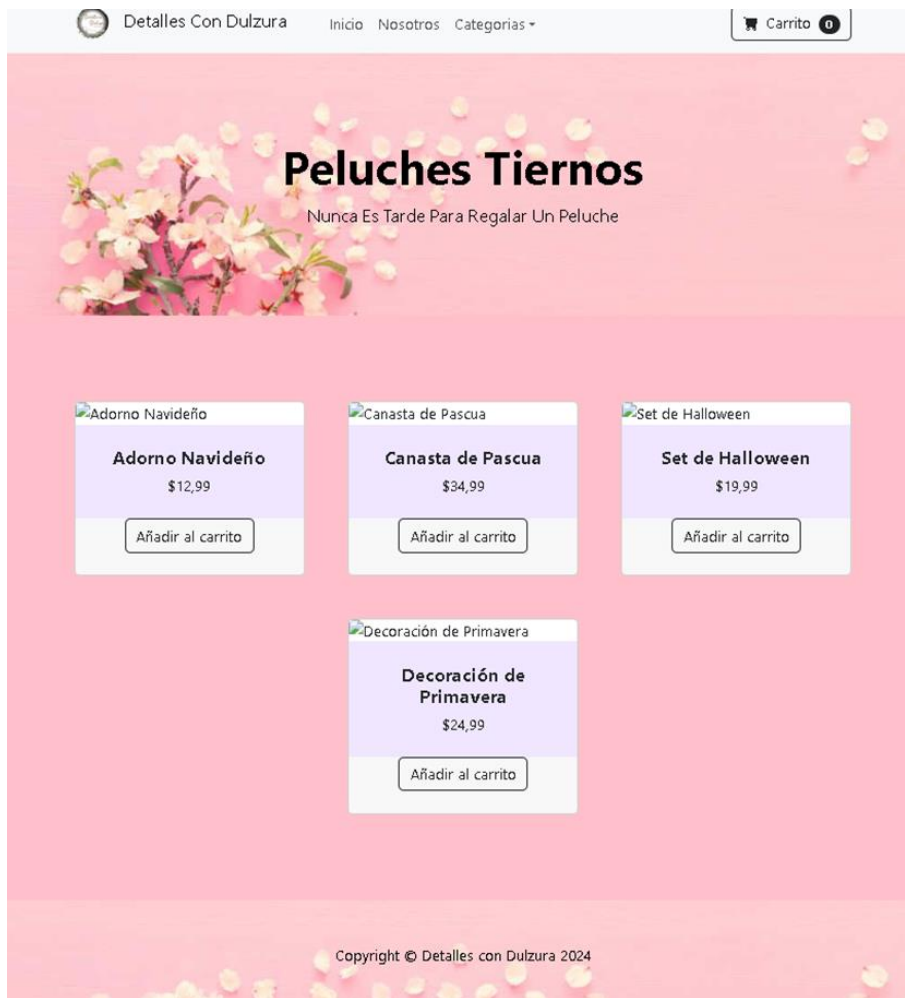 Detalles Con Dulzura
Inicio Nosotros Categorias
Carrito 0
Peluches Tiernos
Nunca Es Tarde Para Regalar Un Peluche
Adorno Navideño
Adorno Navideño
$12,99
Añadir al carrito
Canasta de Pascua
Canasta de Pascua
$34,99
Añadir al carrito
Set de Halloween
Set de Halloween
$19,99
Añadir al carrito
Decoración de Primavera
Decoración de
Primavera
$24,99
Añadir al carrito
Copyright © Detalles con Dulzura 2024